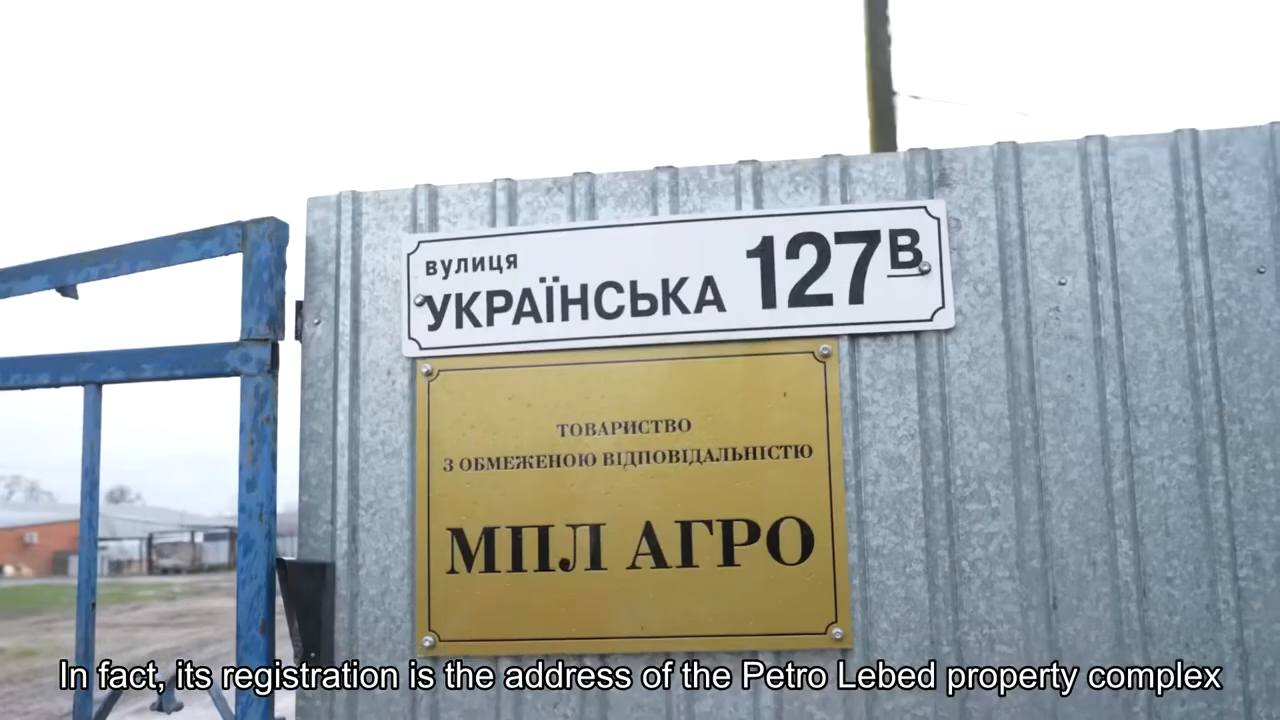 вулиця
УКРАЇНСЬКА 127В
ТОВАРИСТВО
З ОБМЕЖЕНОЮ ВІДПОВІДАЛЬНІСТЮ
МПЛ АГРО
In fact, its registration is the address of the Petro Lebed property complex